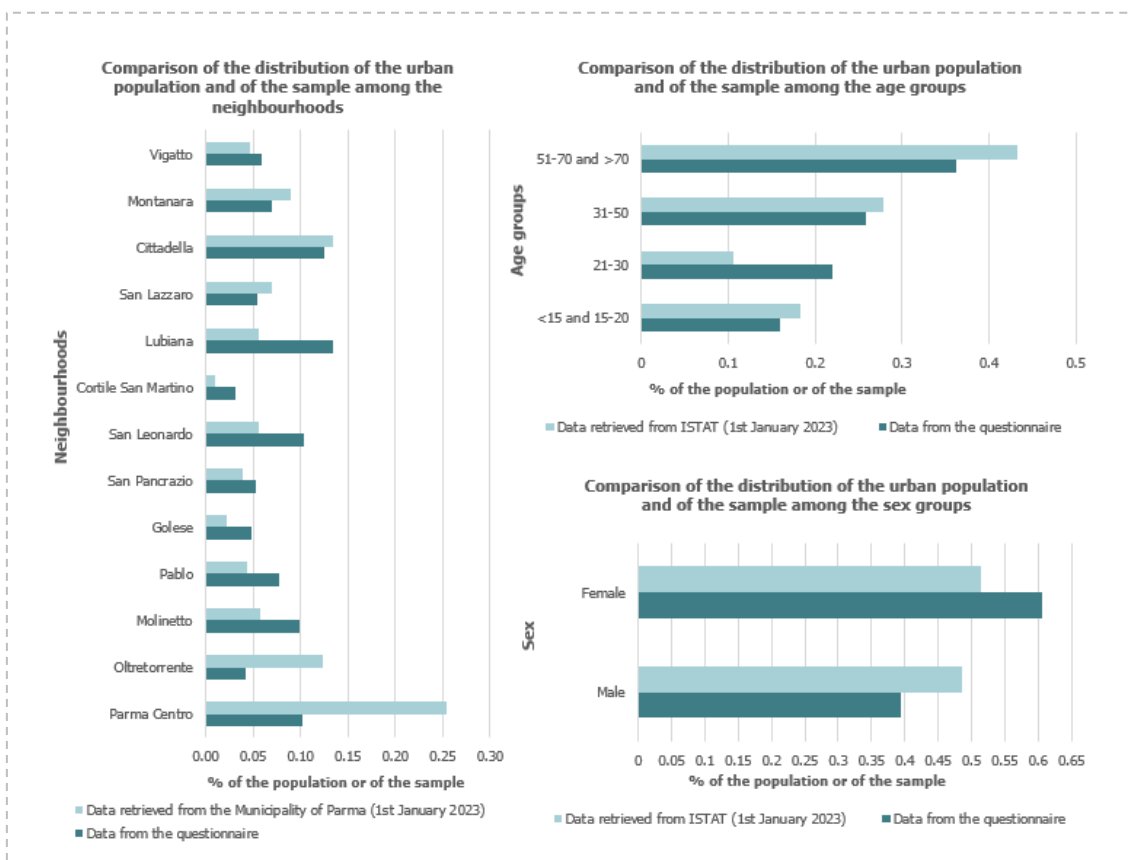 Comparison of the distribution of the urban
population and of the sample among the
neighbourhoods
Neighbourhoods
Vigatto
Montanara
Cittadella
San Lazzaro
Lubiana
Cortile San Martino
San Leonardo
San Pancrazio
Golese
Pablo
Molinetto
Oltretorrente
Parma Centro
0.00 0.05 0.10 0.15 0.20 0.25 0.30
% of the population or of the sample
Data retrieved from the Municipality of Parma (1st January 2023)
Data from the questionnaire
Comparison of the distribution of the urban population
and of the sample among the age groups
Age groups
51-70 and >70
31-50
21-30
<15 and 15-20
0 0.1 0.2 0.3 0.4 0.5
% of the population or of the sample
Data retrieved from ISTAT (1st January 2023) Data from the questionnaire
Comparison of the distribution of the urban population
and of the sample among the sex groups
Sex
Female
Male
0 0.05 0.1 0.15 0.2 0.25 0.3 0.35 0.4 0.45 0.5 0.55 0.6 0.65
% of the population or of the sample
Data retrieved from ISTAT (1st January 2023) Data from the questionnaire